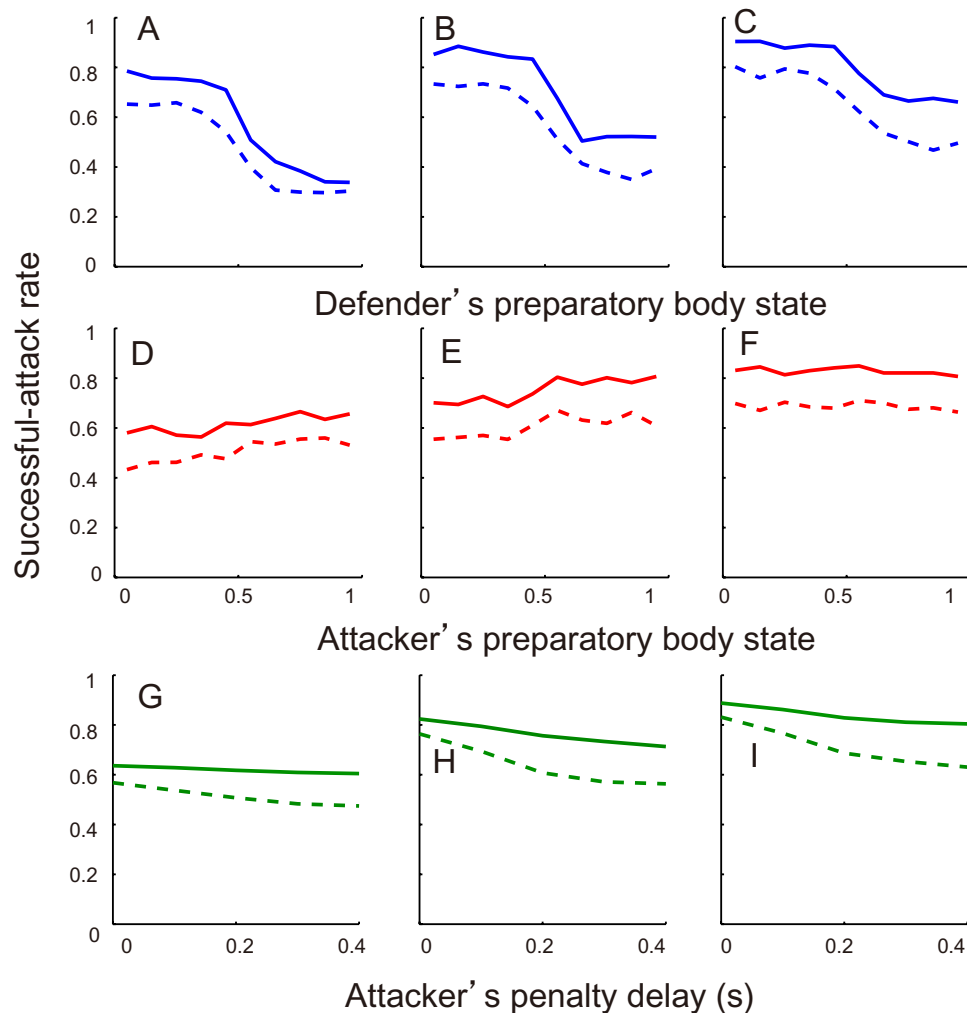 Successful-attack rate
A
B
C
1
0.8
0.6
0.4
0.2
0
Defender’s preparatory body state
D
E
F
1
0.8
0.6
0.4
0.2
0
0 0.5 1
0 0.5 1
0 0.5 1
Attacker’s preparatory body state
G
H
I
1
0.8
0.6
0.4
0.2
0
0 0.2 0.4
0 0.2 0.4
0 0.2 0.4
Attacker’s penalty delay (s)